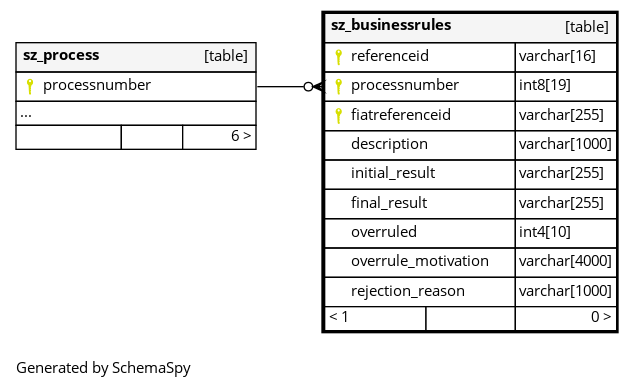 sz_process [table]
processnumber
...
6 >
sz_businessrules [table]
referenceid varchar[16]
processnumber int8[19]
fiatreferenceid varchar[255]
description varchar[1000]
initial_result varchar[255]
final_result varchar[255]
overruled int4[10]
overrule_motivation varchar[4000]
rejection_reason varchar[1000]
< 1 0 >
Generated by SchemaSpy